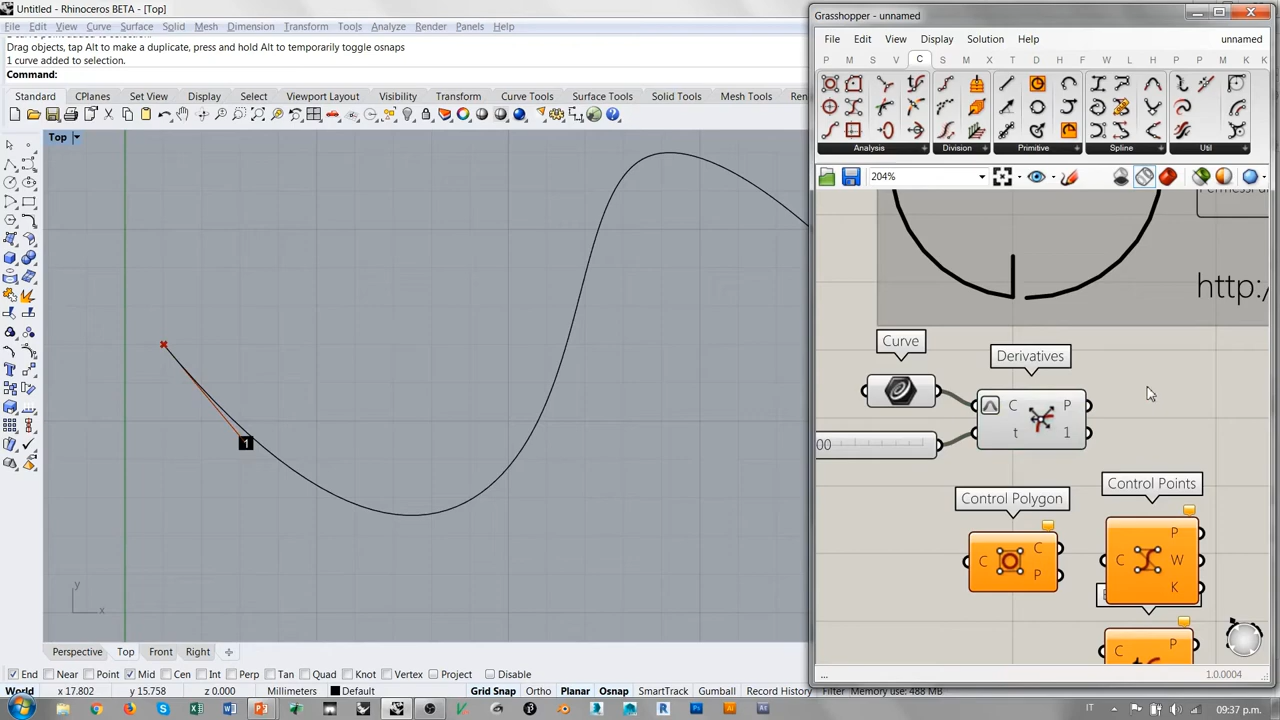 Untitled - Rhinoceros BETA - [Top]
File Edit View Curve Surface Solid Mesh Dimension Transform Tools Analyze Render Panels Help
Drag objects, tap Alt to make a duplicate, press and hold Alt to temporarily toggle osnaps
1 curve added to selection.
Command:
Standard CPlanes Set View Display Select Viewport Layout Visibility Transform Curve Tools Surface Tools Solid Tools Mesh Tools
Top
1
y
x
Perspective Top Front Right
End Near Point Mid Cen Int Perp Tan Quad Knot Vertex Project Disable
World x 17.802 y 15.758 z 0.000 Millimeters Default Grid Snap Ortho Planar Osnap SmartTrack Gumball Record History Filter Memory use: 488 MB
Grasshopper - unnamed
File Edit View Display Solution Help unnamed
P M S V C S M X T D P L W K
Analysis Division Primitive Spline Util
204%
http:/
Curve
Derivatives
C P
00 t 1
Control Polygon
Control Points
C C P
C P W K
C P
...
1.0.0004
IT 09:37 p.m.